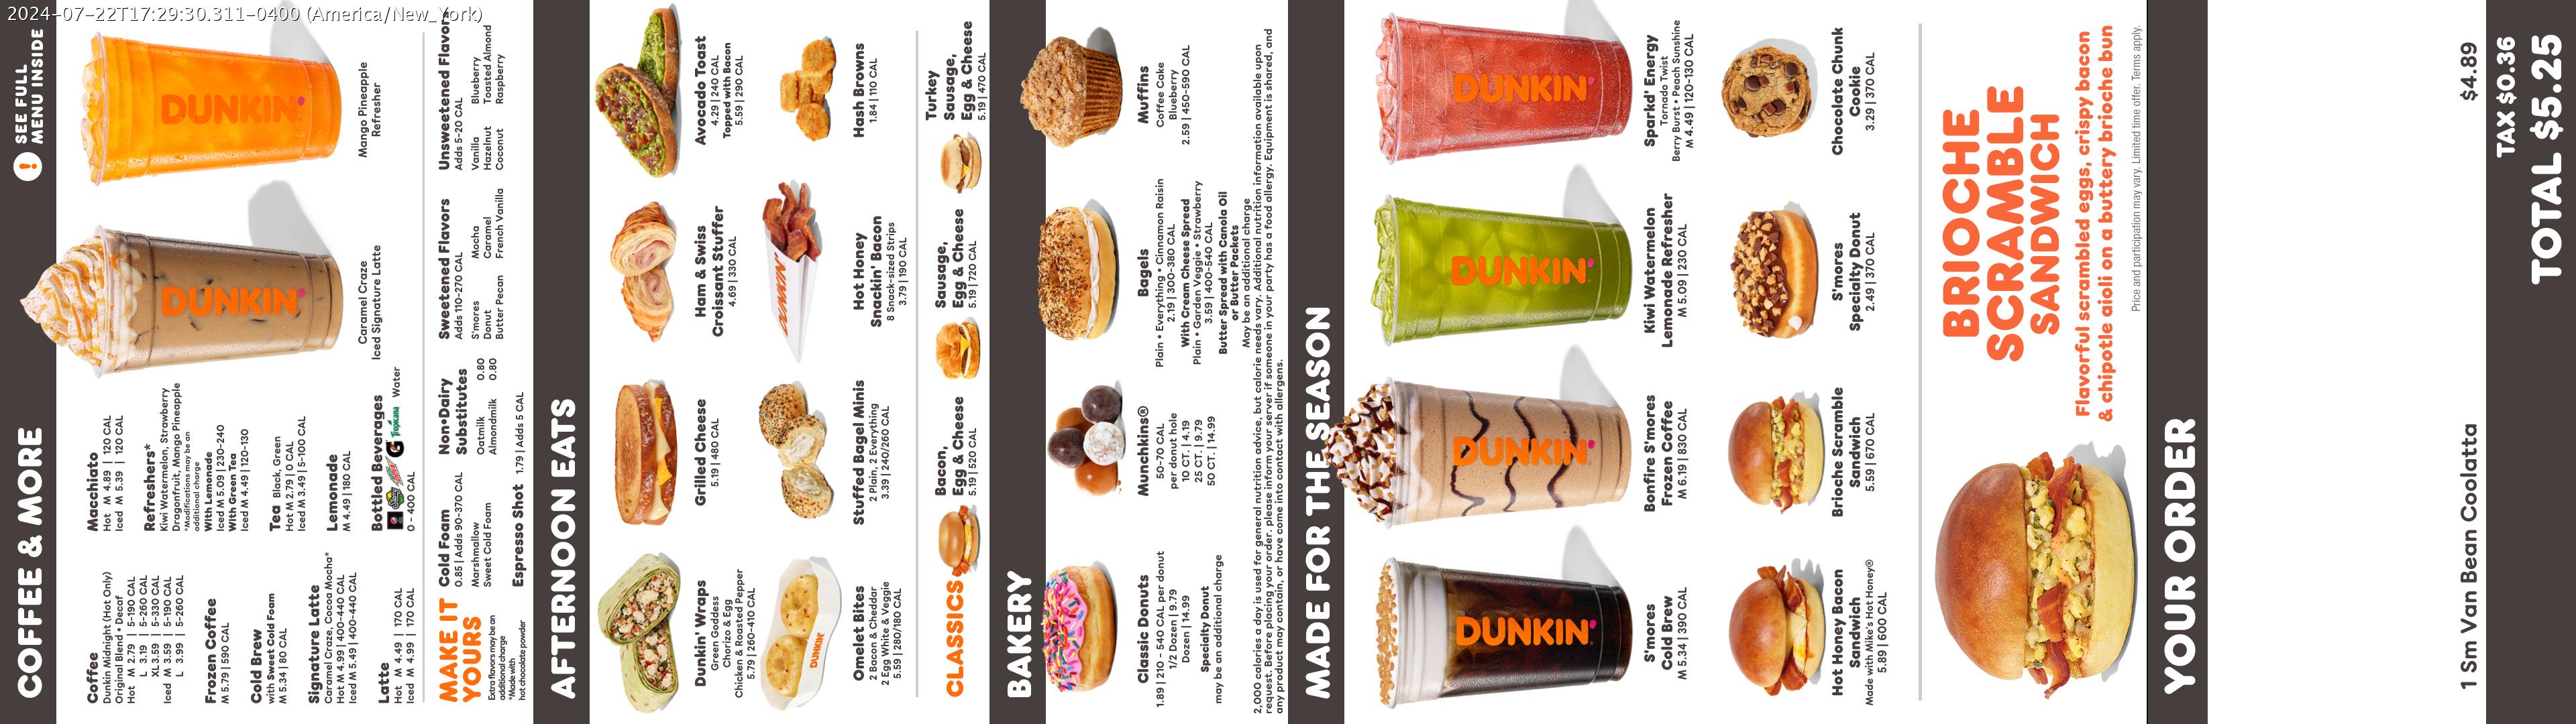 2024-07-22T17:29:30.311-0400 (America/New_York)
COFFEE & MORE
! SEE FULL
MENU INSIDE
Coffee
Dunkin Midnight (Hot Only)
Original Blend • Decaf
Hot M 2.79 | 5-190 CAL
L 3.19 | 5-260 CAL
XL 3.59 | 5-330 CAL
Iced M 3.59 | 5-190 CAL
L 3.99 | 5-260 CAL
Frozen Coffee
M 5.79 | 590 CAL
Cold Brew
with Sweet Cold Foam
M 5.34 | 80 CAL
Signature Latte
Caramel Craze, Cocoa Mocha*
Hot M 4.99 | 400-440 CAL
Iced M 5.49 | 400-440 CAL
Latte
Hot M 4.49 | 170 CAL
Iced M 4.99 | 170 CAL
Macchiato
Hot M 4.89 | 120 CAL
Iced M 5.39 | 120 CAL
Refreshers*
Kiwi Watermelon, Strawberry
Dragonfruit, Mango Pineapple
*Modifications may be an
additional charge
With Lemonade
Iced M 5.09 | 230-240
With Green Tea
Iced M 4.49 | 120-130
Tea Black, Green
Hot M 2.79 | 0 CAL
Iced M 3.49 | 5-100 CAL
Lemonade
M 4.49 | 180 CAL
Bottled Beverages
G Tropicana Water
0 - 400 CAL
DUNKIN'
Caramel Craze
Iced Signature Latte
DUNKIN'
Mango Pineapple
Refresher
MAKE IT
YOURS
Extra flavors may be an
additional charge
*Made with
hot chocolate powder
Cold Foam
0.85 | Adds 90-370 CAL
Marshmallow
Sweet Cold Foam
Espresso Shot 1.79 | Adds 5 CAL
Non•Dairy
Substitutes
Oatmilk 0.80
Almondmilk 0.80
Sweetened Flavors
Adds 110-270 CAL
S'mores Mocha
Donut Caramel
Butter Pecan French Vanilla
Unsweetened Flavors
Adds 5-20 CAL
Vanilla Blueberry
Hazelnut Toasted Almond
Coconut Raspberry
AFTERNOON EATS
Dunkin' Wraps
Green Goddess
Chorizo & Egg
Chicken & Roasted Pepper
5.79 | 260-410 CAL
Grilled Cheese
5.19 | 480 CAL
Ham & Swiss
Croissant Stuffer
4.69 | 330 CAL
Avocado Toast
4.29 | 240 CAL
Topped with Bacon
5.59 | 290 CAL
DUNKIN'
DUNKIN'
Omelet Bites
2 Bacon & Cheddar
2 Egg White & Veggie
5.59 | 280/180 CAL
Stuffed Bagel Minis
2 Plain, 2 Everything
3.39 | 240/260 CAL
Hot Honey
Snackin' Bacon
8 Snack-sized Strips
3.79 | 190 CAL
Hash Browns
1.84 | 110 CAL
CLASSICS
Bacon,
Egg & Cheese
5.19 | 520 CAL
Sausage,
Egg & Cheese
5.19 | 720 CAL
Turkey
Sausage,
Egg & Cheese
5.19 | 470 CAL
BAKERY
Classic Donuts
1.89 | 210 - 540 CAL per donut
1/2 Dozen | 9.79
Dozen | 14.99
Specialty Donut
may be an additional charge
Munchkins®
50-70 CAL
per donut hole
10 CT. | 4.19
25 CT. | 9.79
50 CT. | 14.99
Bagels
Plain • Everything • Cinnamon Raisin
2.19 | 300-380 CAL
With Cream Cheese Spread
Plain • Garden Veggie • Strawberry
3.59 | 400-540 CAL
Butter Spread with Canola Oil
or Butter Packets
May be an additional charge
Muffins
Coffee Cake
Blueberry
2.59 | 450-590 CAL
2,000 calories a day is used for general nutrition advice, but calorie needs vary. Additional nutrition information available upon
request. Before placing your order, please inform your server if someone in your party has a food allergy. Equipment is shared, and
any product may contain, or have come into contact with allergens.
MADE FOR THE SEASON
DUNKIN'
DUNKIN'
DUNKIN'
DUNKIN'
S'mores
Cold Brew
M 5.34 | 390 CAL
Bonfire S'mores
Frozen Coffee
M 6.19 | 830 CAL
Kiwi Watermelon
Lemonade Refresher
M 5.09 | 230 CAL
Sparkd' Energy
Tornado Twist
Berry Burst • Peach Sunshine
M 4.49 | 120-130 CAL
Hot Honey Bacon
Sandwich
Made with Mike's Hot Honey®
5.89 | 600 CAL
Brioche Scramble
Sandwich
5.59 | 670 CAL
S'mores
Specialty Donut
2.49 | 370 CAL
Chocolate Chunk
Cookie
3.29 | 370 CAL
BRIOCHE
SCRAMBLE
SANDWICH
Flavorful scrambled eggs, crispy bacon
& chipotle aioli on a buttery brioche bun
Price and participation may vary. Limited time offer. Terms apply.
YOUR ORDER
1 Sm Van Bean Coolatta $4.89
TAX $0.36
TOTAL $5.25